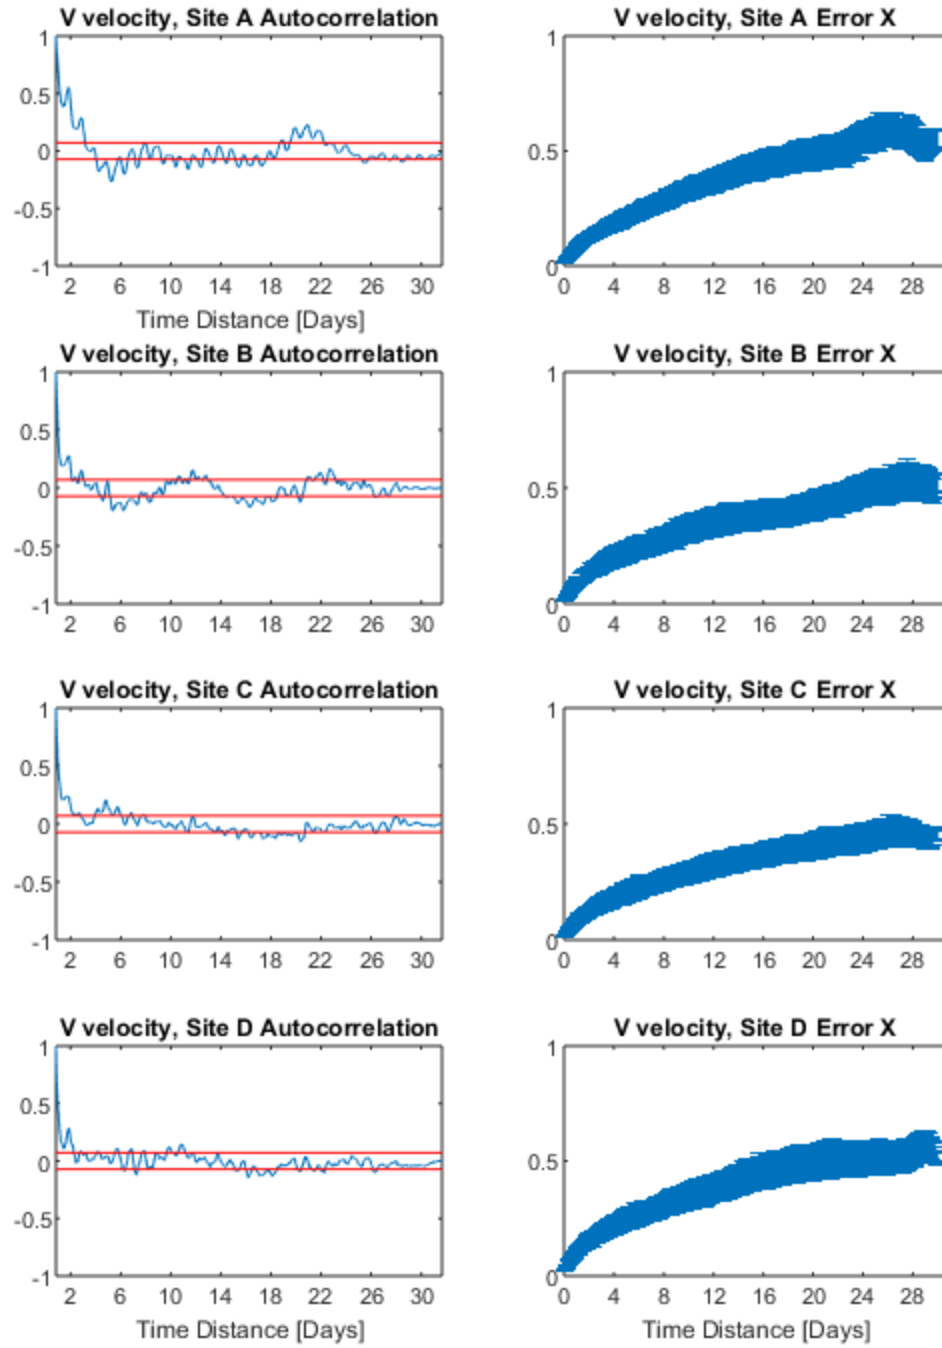 V velocity, Site A Autocorrelation
1
0.5
0
-0.5
-1
2 6 10 14 18 22 26 30
Time Distance [Days]
V velocity, Site A Error X
1
0.5
0
0 4 8 12 16 20 24 28
V velocity, Site B Autocorrelation
1
0.5
0
-0.5
-1
2 6 10 14 18 22 26 30
V velocity, Site B Error X
1
0.5
0
0 4 8 12 16 20 24 28
V velocity, Site C Autocorrelation
1
0.5
0
-0.5
-1
2 6 10 14 18 22 26 30
V velocity, Site C Error X
1
0.5
0
0 4 8 12 16 20 24 28
V velocity, Site D Autocorrelation
1
0.5
0
-0.5
-1
2 6 10 14 18 22 26 30
Time Distance [Days]
V velocity, Site D Error X
1
0.5
0
0 4 8 12 16 20 24 28
Time Distance [Days]